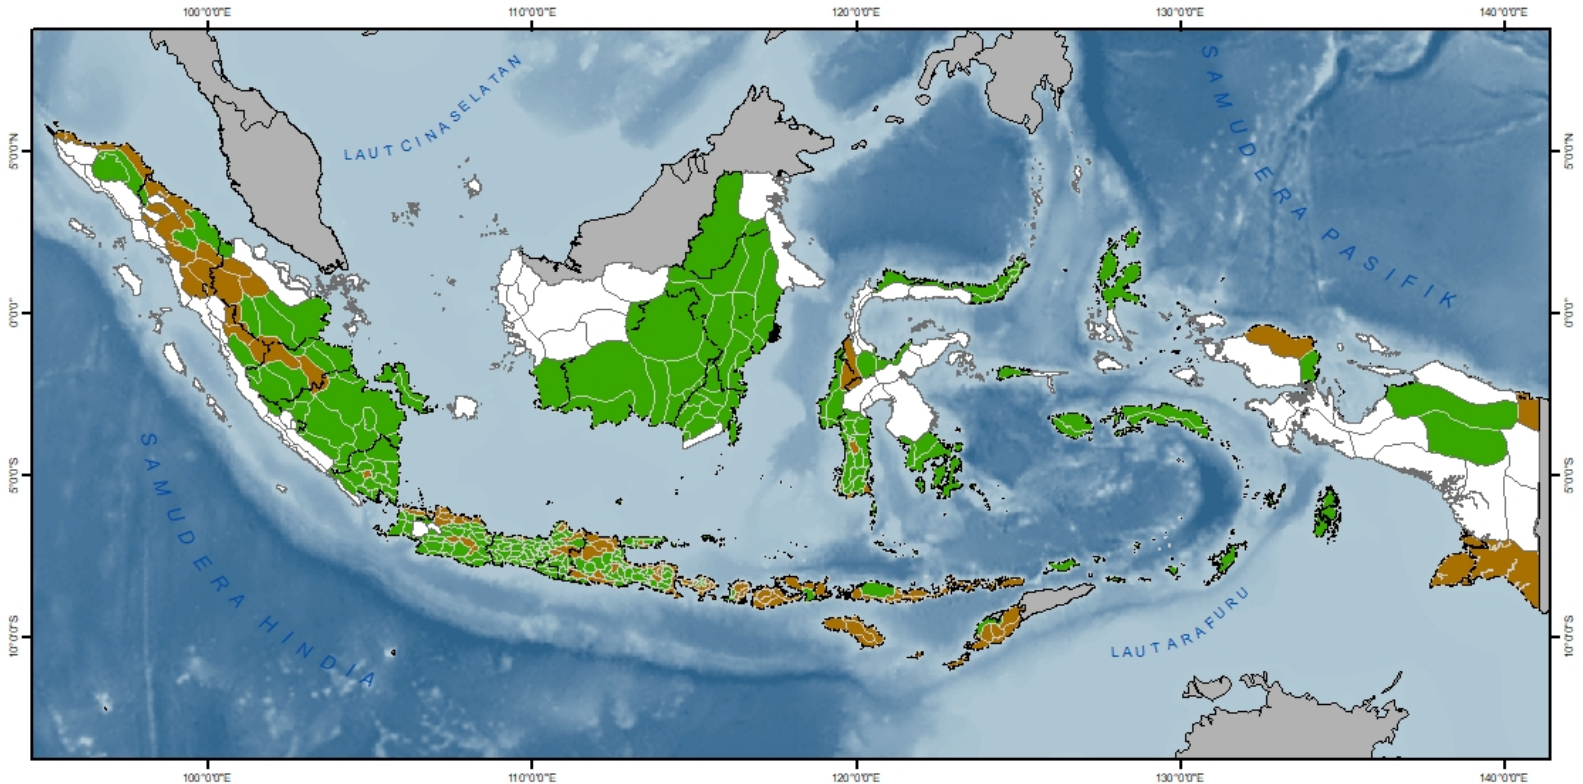 100°0'0"E 110°0'0"E 120°0'0"E 130°0'0"E 140°0'0"E
LAUT CINA SELATAN
SAMUDERA PASIFIK
5°0'0"N 5°0'0"N
0°0'0" 0°0'0"
5°0'0"S 5°0'0"S
SAMUDERA HINDIA
LAUT ARAFURU
10°0'0"S 10°0'0"S
100°0'0"E 110°0'0"E 120°0'0"E 130°0'0"E 140°0'0"E